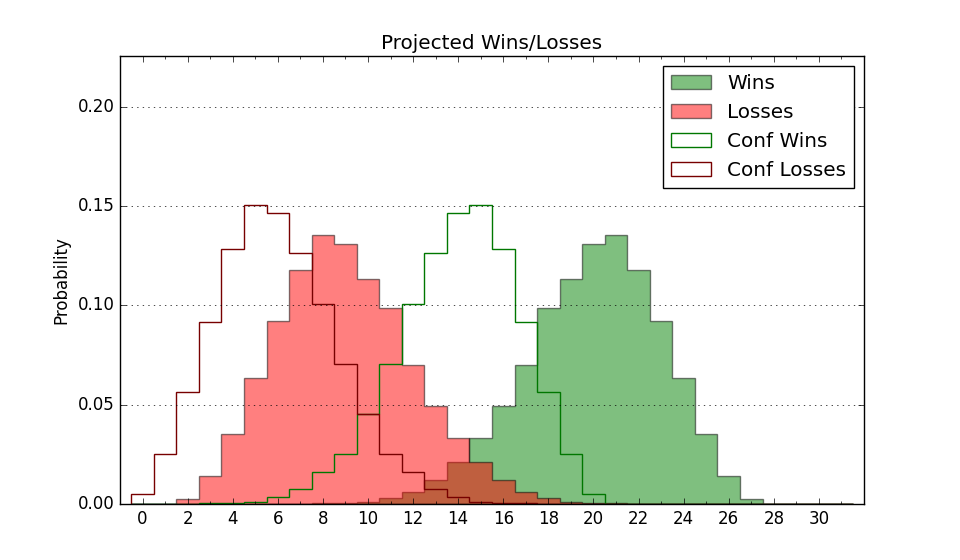 Projected Wins/Losses
Wins
Losses
Conf Wins
Conf Losses
Probability
0.20
0.15
0.10
0.05
0.00
0 2 4 6 8 10 12 14 16 18 20 22 24 26 28 30